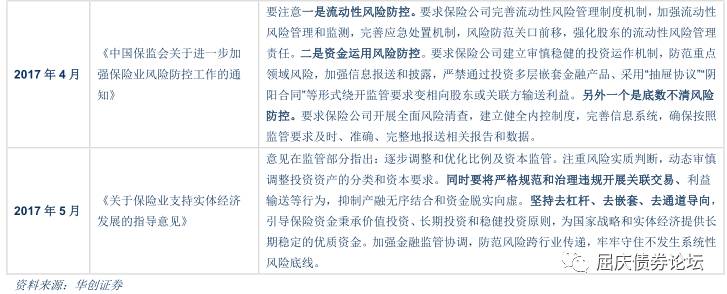 要注意一是流动性风险防控。要求保险公司完善流动性风险管理制度机制，加强流动性
风险管理和监测，完善应急处置机制，风险防范关口前移，强化股东的流动性风险管理
责任。二是资金运用风险防控。要求保险公司建立审慎稳健的投资运作机制，防范重点
2017 年 4 月
《中国保监会关于进一步加
强保险业风险防控工作的通
知》
领域风险，加强信息报送和披露，严禁通过投资多层嵌套金融产品、采用“抽屉协议”“阴
阳合同”等形式绕开监管要求变相向股东或关联方输送利益。另外一个是底数不清风险
防控。要求保险公司开展全面风险清查，建立健全内控制度，完善信息系统，确保按照
监管要求及时、准确、完整地报送相关报告和数据。
2017 年 5 月
《关于保险业支持实体经济
发展的指导意见》
意见在监管部分指出：逐步调整和优化比例及资本监管。注重风险实质判断，动态审慎
调整投资资产的分类和资本要求。同时要将严格规范和治理违规开展关联交易、利益
输送等行为，抑制产融无序结合和资金脱实向虚。坚持去杠杆、去嵌套、去通道导向，
引导保险资金秉承价值投资、长期投资和稳健投资原则，为国家战略和实体经济提供长
期稳定的优质资金。加强金融监管协调，防范风险跨行业传递，牢牢守住不发生系统性
风险底线。
资料来源：华创证券
屈庆债券论坛